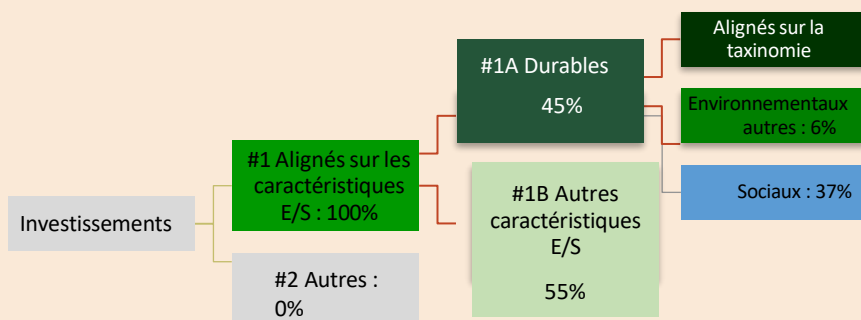 Investissements
#1 Alignés sur les
caractéristiques
E/S : 100%
#2 Autres :
0%
#1A Durables
45%
#1B Autres
caractéristiques
E/S
55%
Alignés sur la
taxinomie
Environnementaux
autres : 6%
Sociaux : 37%